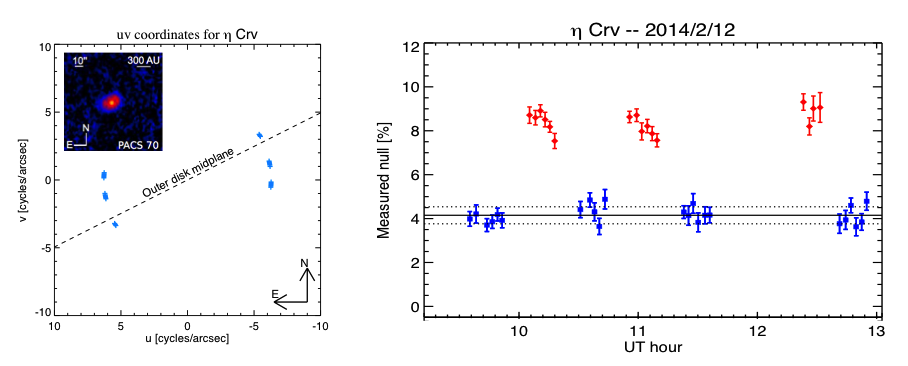 uv coordinates for η Crv
10
5
0
-5
-10
v [cycles/arcsec]
10"
300 AU
N
E
PACS 70
Outer disk midplane
N
E
10
5
0
-5
-10
u [cycles/arcsec]
η Crv -- 2014/2/12
12
10
8
6
4
2
0
Measured null [%]
10
11
12
13
UT hour